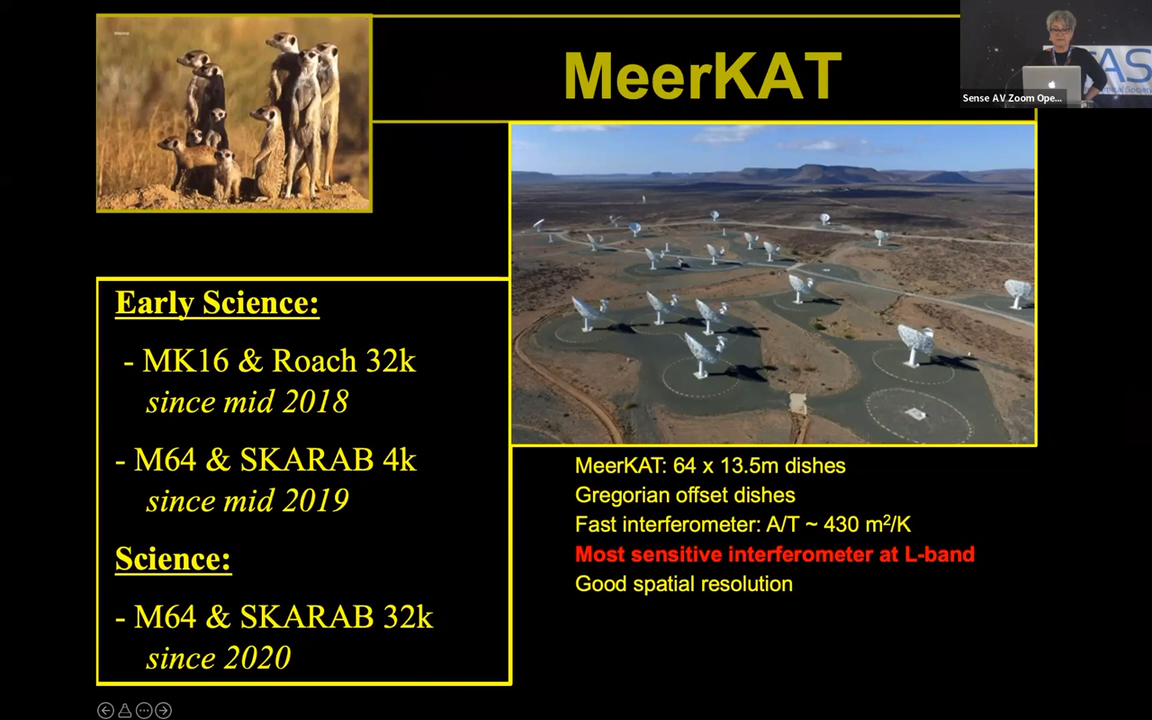 MeerKAT
AS
Sense AV Zoom Ope...
Early Science:
- MK16 & Roach 32k
since mid 2018
- M64 & SKARAB 4k
since mid 2019
Science:
- M64 & SKARAB 32k
since 2020
MeerKAT: 64 x 13.5m dishes
Gregorian offset dishes
Fast interferometer: A/T ~ 430 m²/K
Most sensitive interferometer at L-band
Good spatial resolution